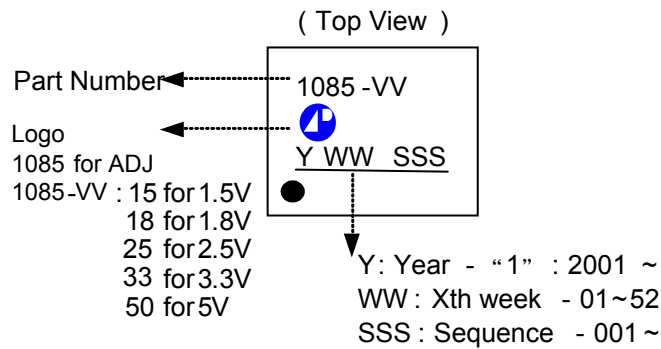 ( Top View )
Part Number
1085 -VV
Logo
1085 for ADJ
Y WW SSS
1085-VV : 15 for 1.5V
18 for 1.8V
25 for 2.5V
33 for 3.3V
50 for 5V
Y : Year - “1” : 2001 ~
WW : Xth week - 01~52
SSS : Sequence - 001 ~